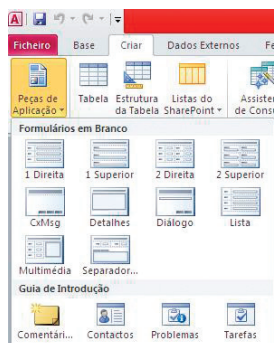 A
Ficheiro Base Criar Dados Externos Fe
Peças de Aplicação Tabela Estrutura da Tabela Listas do SharePoint Assiste de Consu
Formulários em Branco
1 Direita 1 Superior 2 Direita 2 Superior
CxMsg Detalhes Diálogo Lista
Multimédia Separador...
Guia de Introdução
Comentári... Contactos Problemas Tarefas